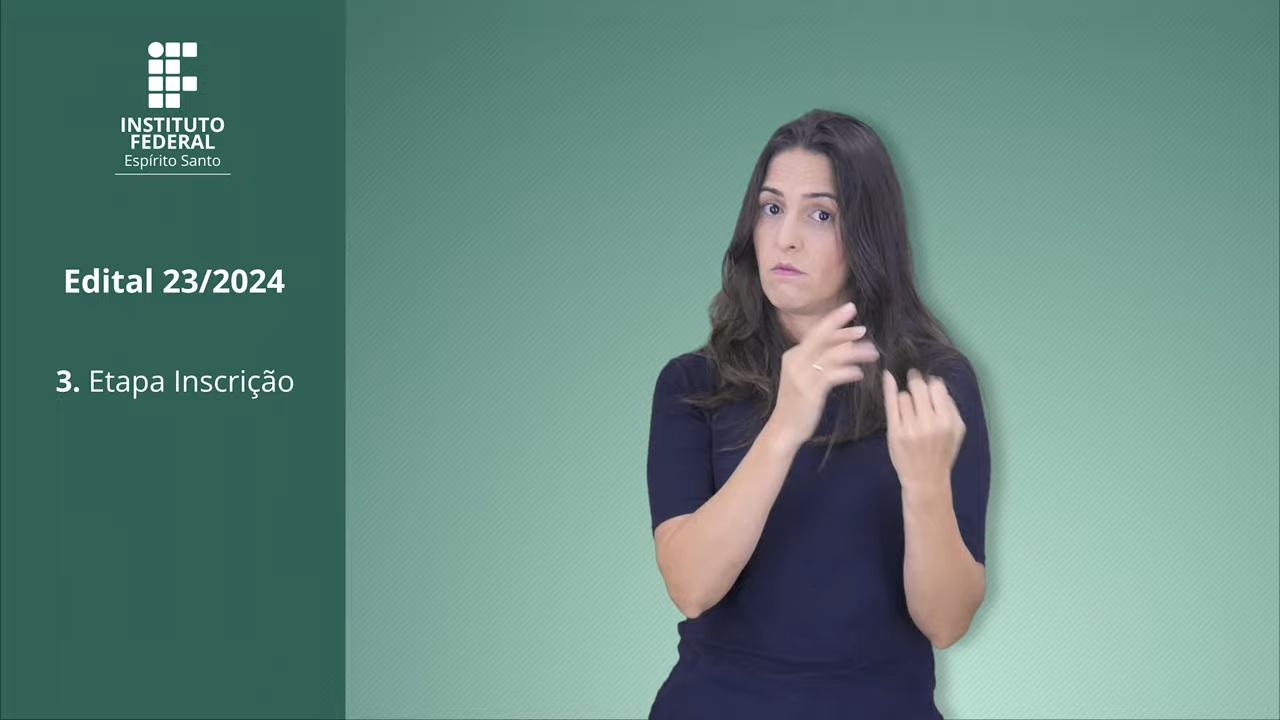 INSTITUTO
FEDERAL
Espírito Santo
Edital 23/2024
3. Etapa Inscrição